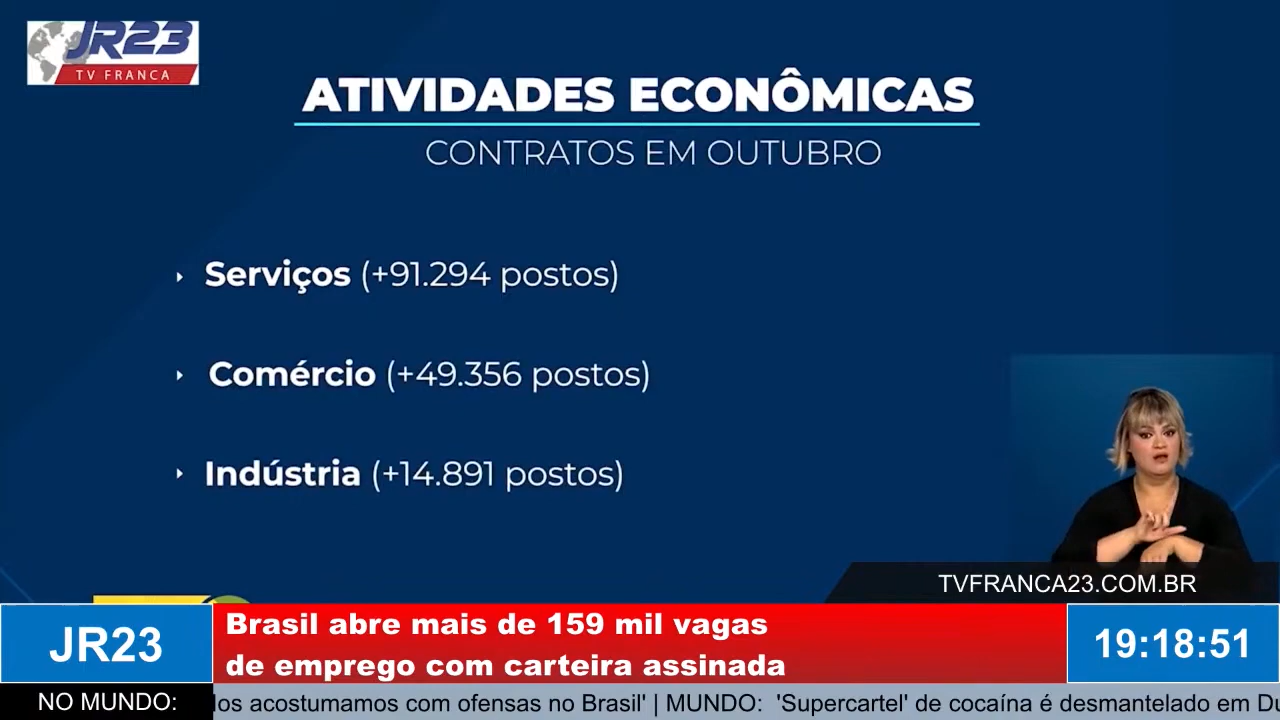 JR23
TV FRANCA
ATIVIDADES ECONÔMICAS
CONTRATOS EM OUTUBRO
Serviços (+91.294 postos)
Comércio (+49.356 postos)
Indústria (+14.891 postos)
TVFRANCA23.COM.BR
JR23
Brasil abre mais de 159 mil vagas
de emprego com carteira assinada
19:18:51
NO MUNDO:
acostumamos com ofensas no Brasil' | MUNDO: 'Supercartel' de cocaína é desmantelado em